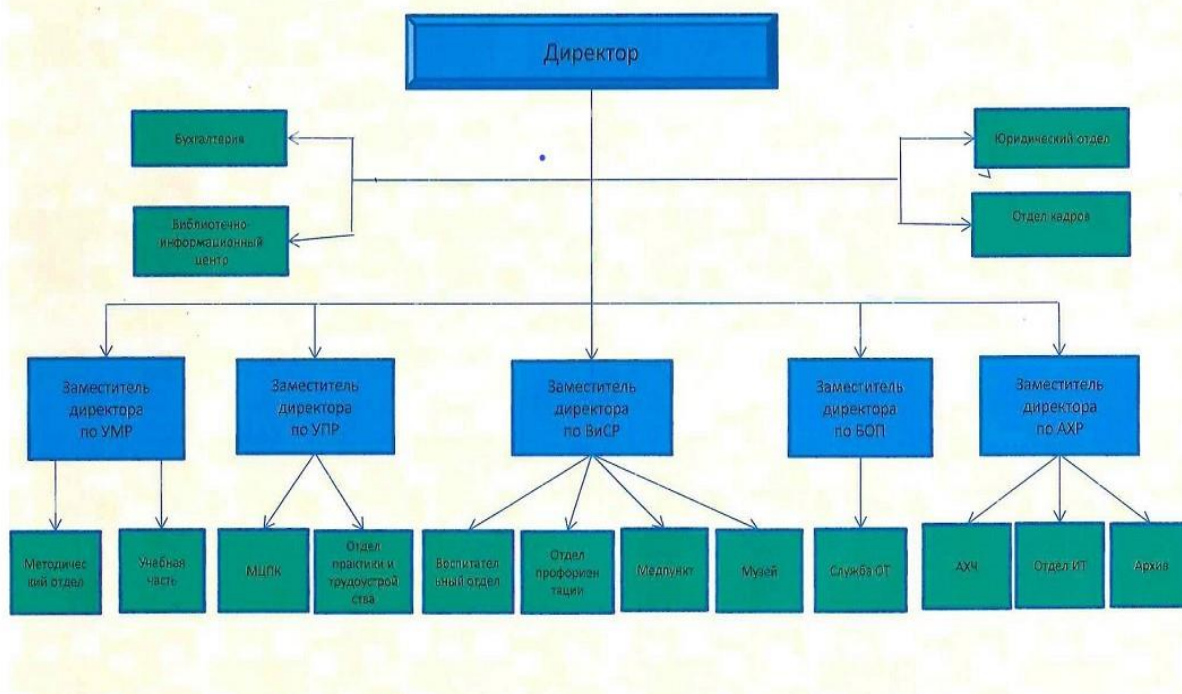 Директор
Бухгалтерия
Юридический отдел
Библиотечно-
информационный
центр
Отдел кадров
Заместитель
директора
по УМР
Заместитель
директора
по УПР
Заместитель
директора
по ВиСР
Заместитель
директора
по БОП
Заместитель
директора
по АХР
Методичес
кий отдел
Учебная
часть
МЦПК
Отдел
практики и
трудоустрой
ства
Воспитател
ьный отдел
Отдел
профориен
тации
Медпункт
Музей
Служба ОТ
АХЧ
Отдел ИТ
Архив